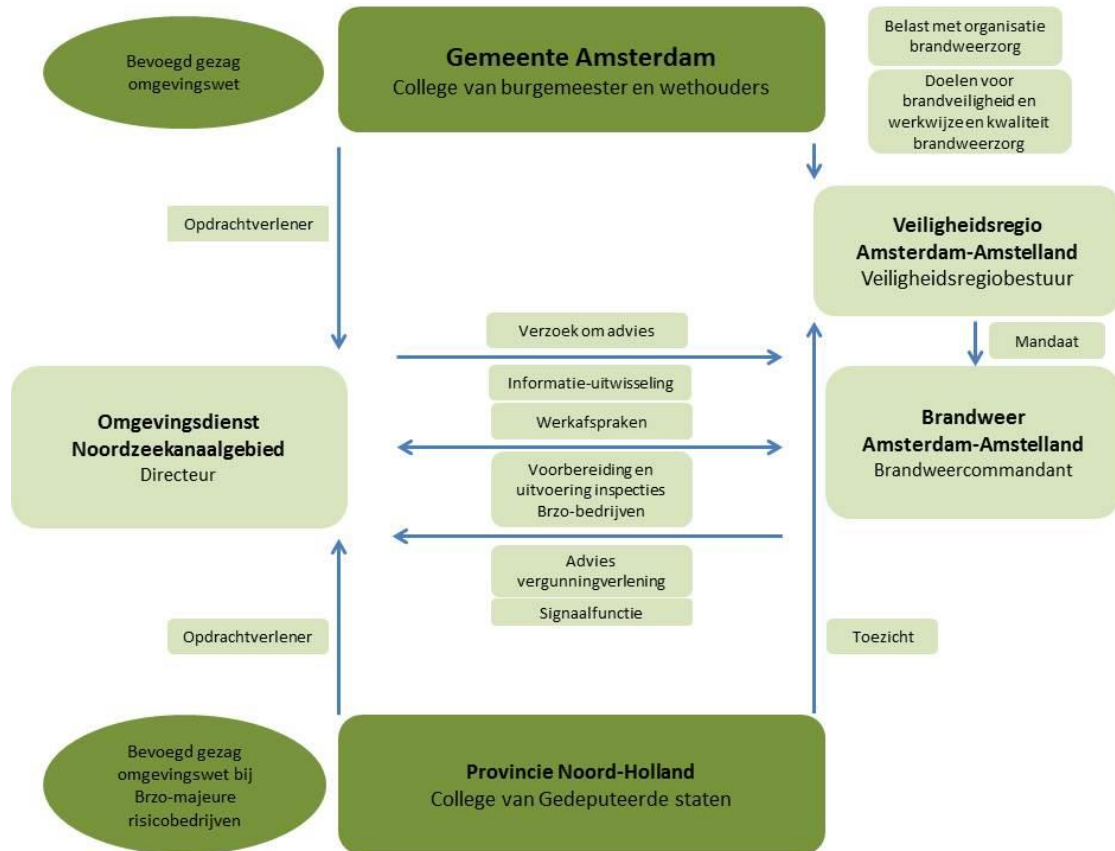 Bevoegd gezag
omgevingswet
Gemeente Amsterdam
College van burgemeester en wethouders
Belast met organisatie
brandweerzorg
Doelen voor
brandveiligheid en
werkwijze en kwaliteit
brandweerzorg
Opdrachtverlener
Veiligheidsregio
Amsterdam-Amstelland
Veiligheidsregiobestuur
Verzoek om advies
Mandaat
Informatie-uitwisseling
Werkafspraken
Omgevingsdienst
Noordzeekanaalgebied
Directeur
Brandweer
Amsterdam-Amstelland
Brandweercommandant
Voorbereiding en
uitvoering inspecties
Brzo-bedrijven
Advies
vergunningverlening
Signaalfunctie
Opdrachtverlener
Toezicht
Bevoegd gezag
omgevingswet bij
Brzo-majeure
risicobedrijven
Provincie Noord-Holland
College van Gedeputeerde staten